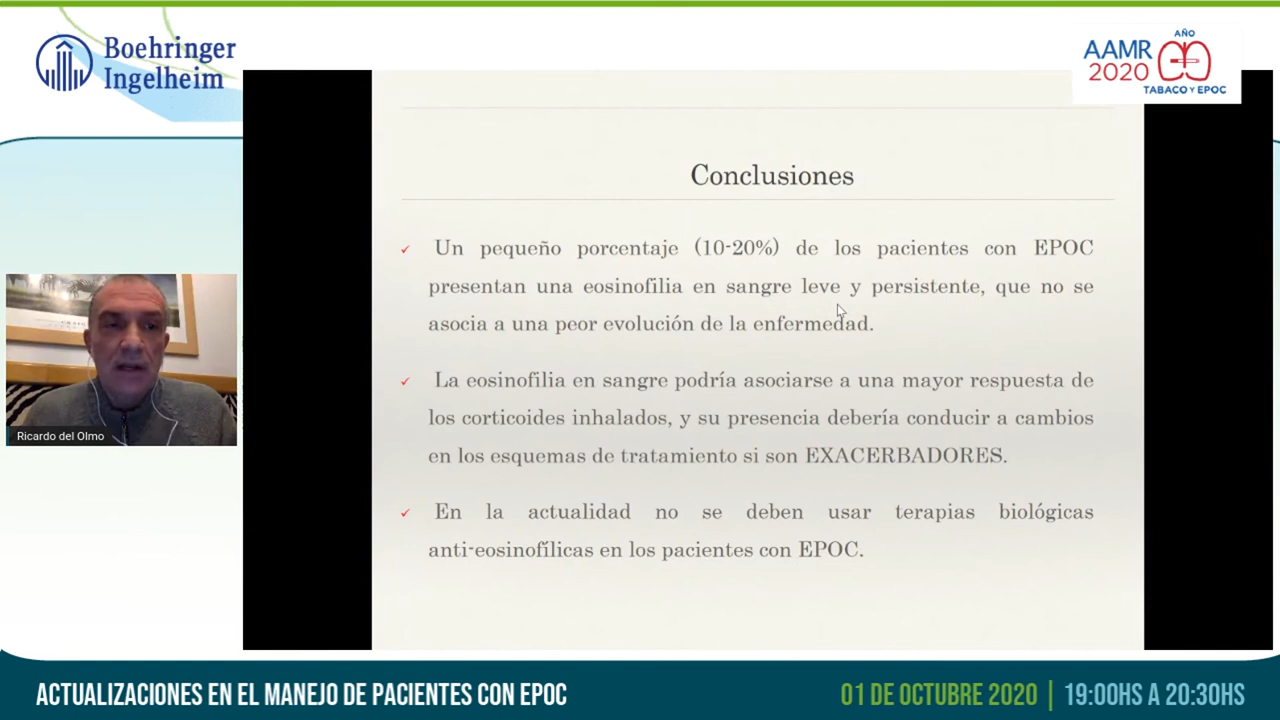 Boehringer
Ingelheim
AÑO
AAMR
2020
TABACO Y EPOC
Conclusiones
Un pequeño porcentaje (10-20%) de los pacientes con EPOC
presentan una eosinofilia en sangre leve y persistente, que no se
asocia a una peor evolución de la enfermedad.
La eosinofilia en sangre podría asociarse a una mayor respuesta de
los corticoides inhalados, y su presencia debería conducir a cambios
en los esquemas de tratamiento si son EXACERBADORES.
En la actualidad no se deben usar terapias biológicas
anti-eosinofílicas en los pacientes con EPOC.
Ricardo del Olmo
ACTUALIZACIONES EN EL MANEJO DE PACIENTES CON EPOC
01 DE OCTUBRE 2020 | 19:00HS A 20:30HS